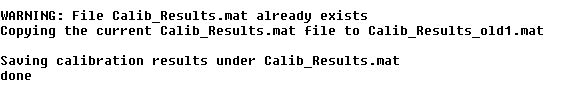 WARNING: File Calib_Results.mat already exists
Copying the current Calib_Results.mat file to Calib_Results_old1.mat
Saving calibration results under Calib_Results.mat
done